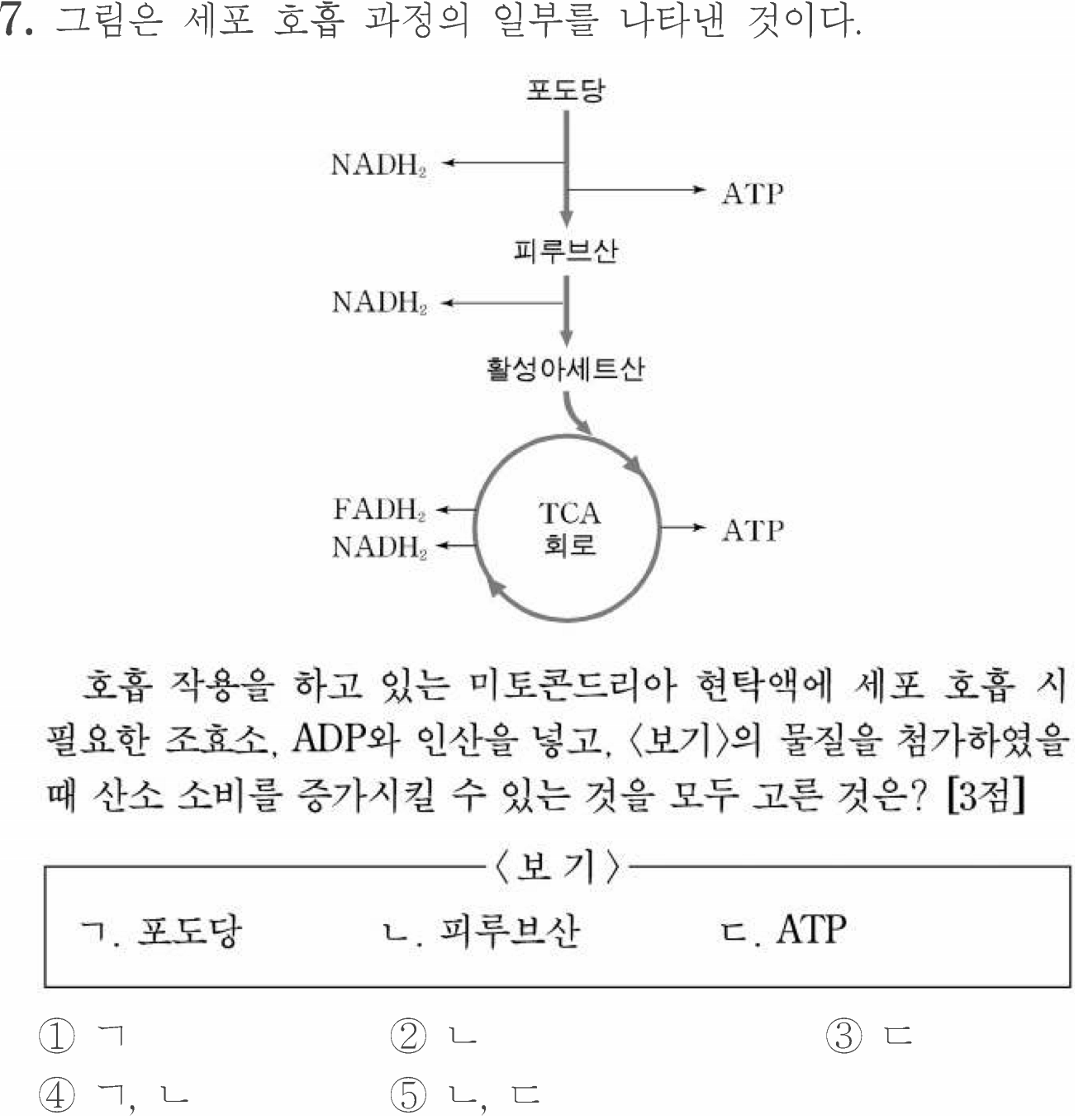 7. 그림은 세포 호흡 과정의 일부를 나타낸 것이다.
포도당
NADH₂
ATP
피루브산
NADH₂
활성아세트산
FADH₂
NADH₂
TCA
회로
ATP
호흡 작용을 하고 있는 미토콘드리아 현탁액에 세포 호흡 시
필요한 조효소, ADP와 인산을 넣고, 〈보기〉의 물질을 첨가하였을
때 산소 소비를 증가시킬 수 있는 것을 모두 고른 것은? [3점]
〈보 기〉
ㄱ. 포도당 ㄴ. 피루브산 ㄷ. ATP
① ㄱ ② ㄴ ③ ㄷ
④ ㄱ, ㄴ ⑤ ㄴ, ㄷ